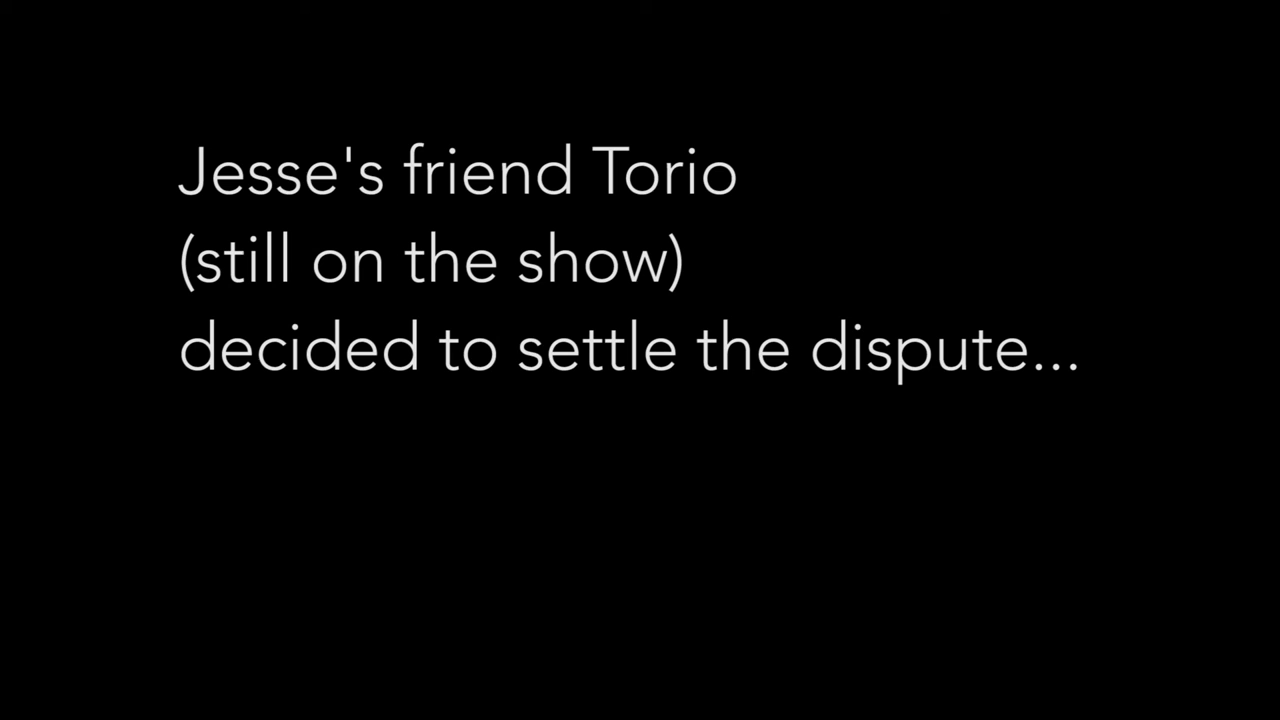 Jesse's friend Torio
(still on the show)
decided to settle the dispute...